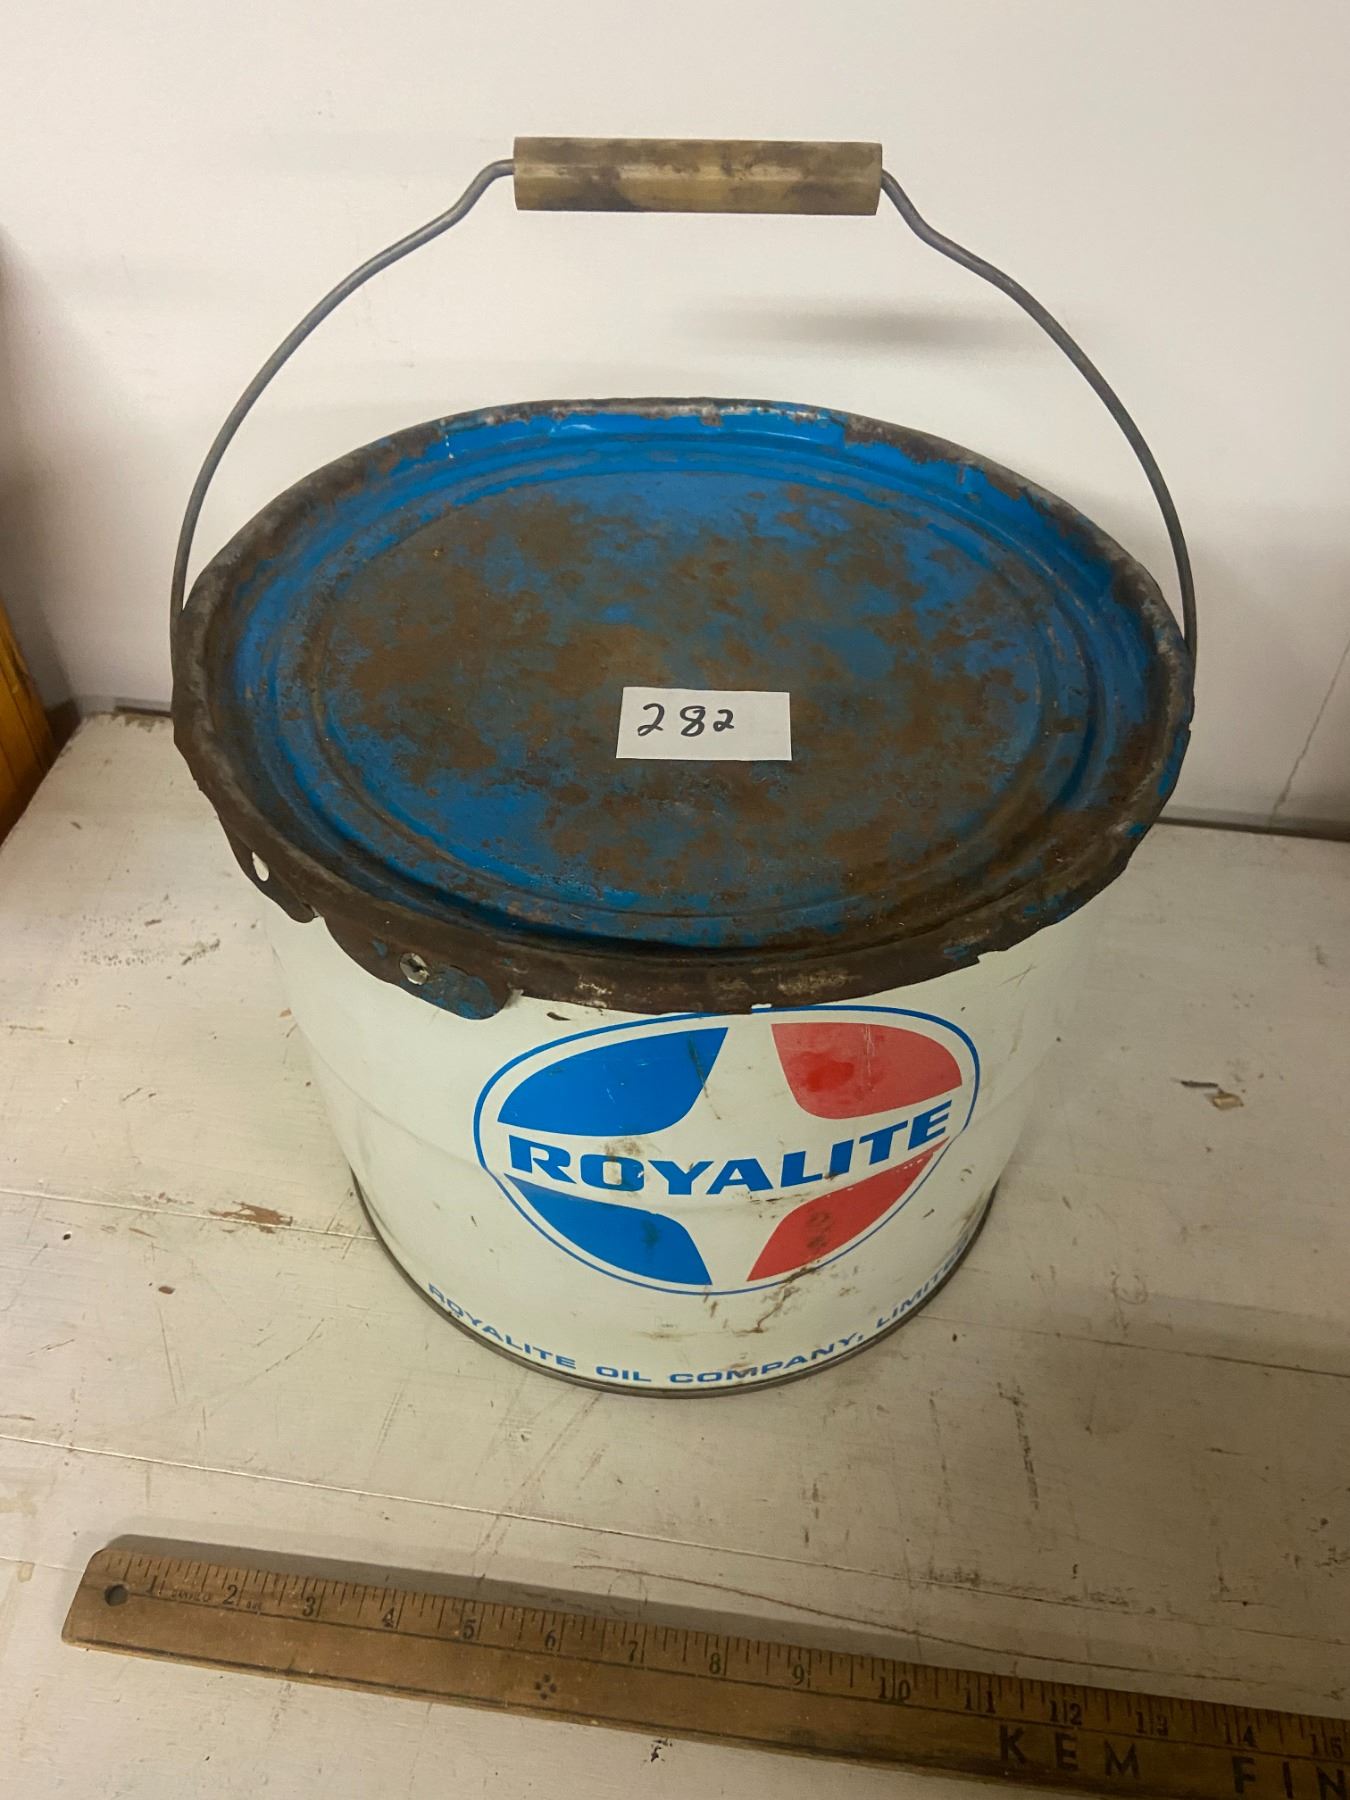 282
ROYALITE
ROYALITE OIL COMPANY, LIMITED
1 2 3 4 5 6 7 8 9 10 11 12 13 14 15
KEM FIN